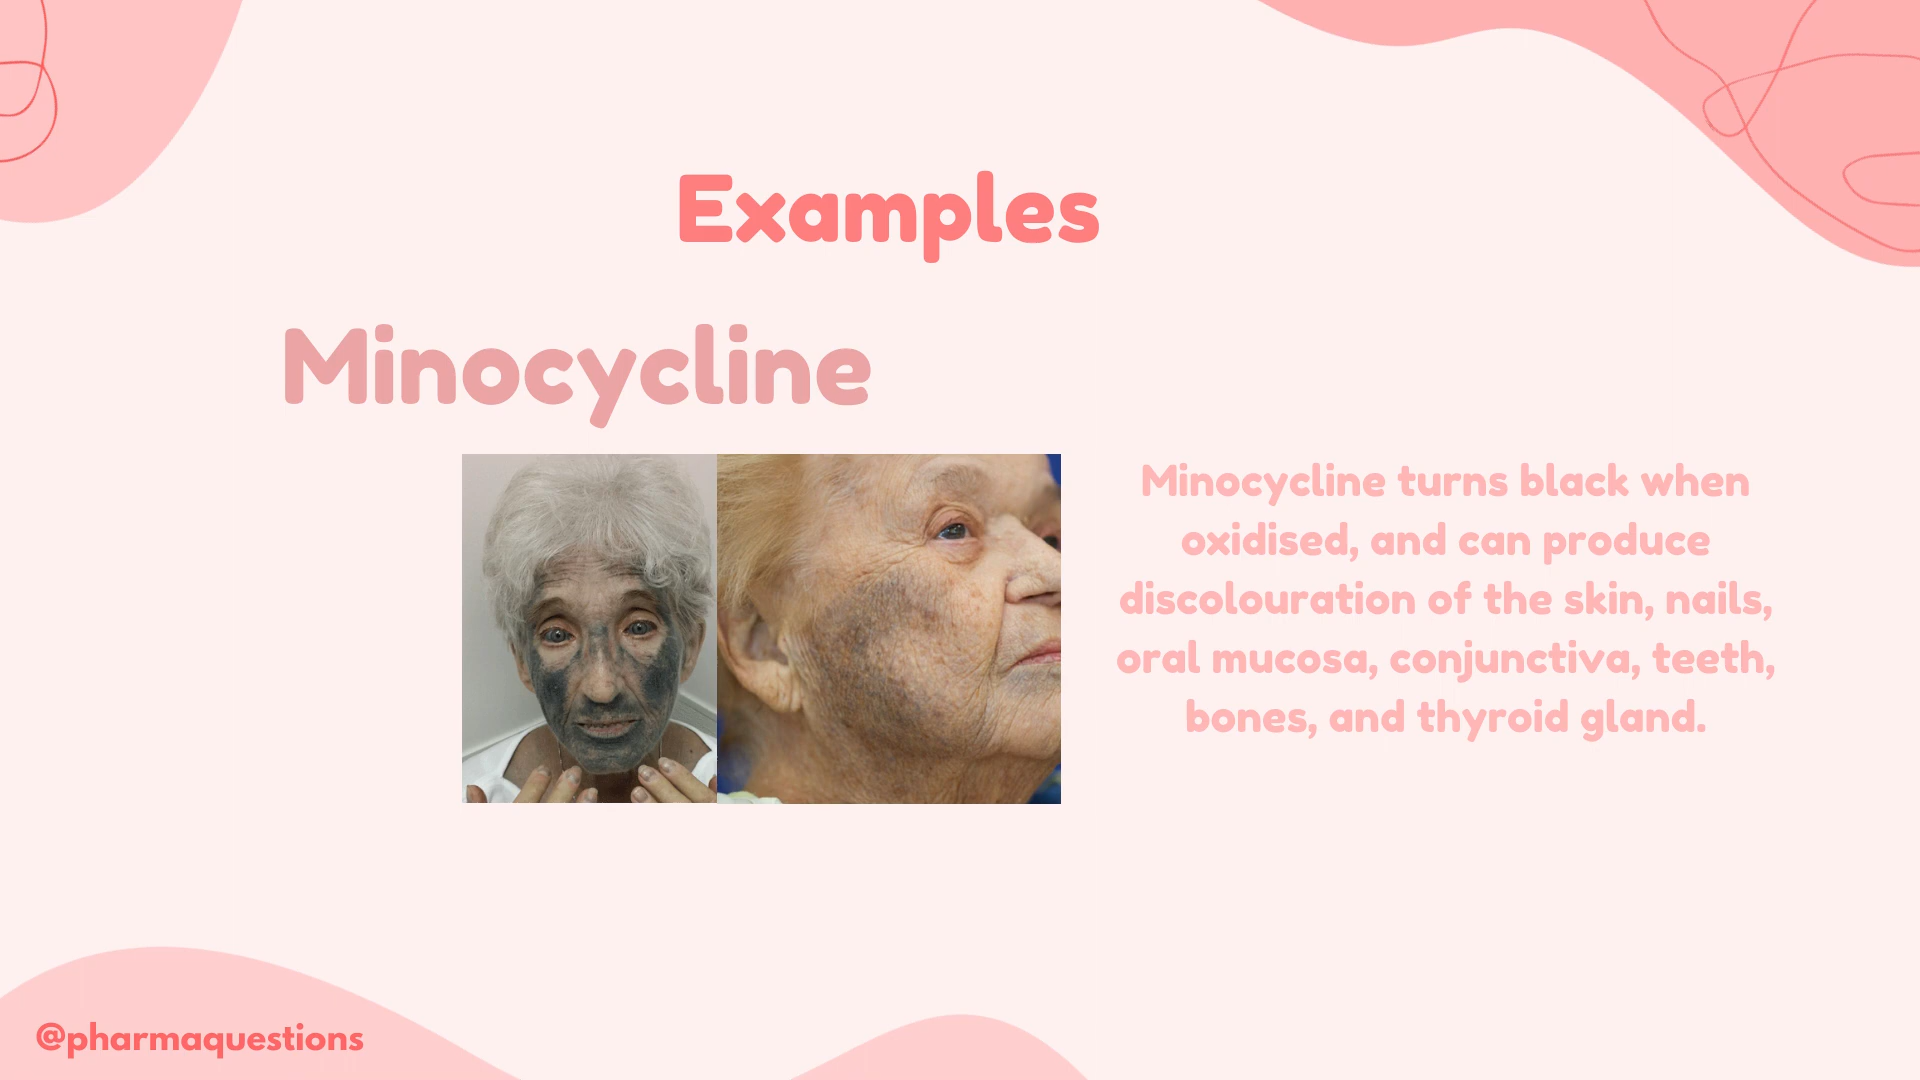 Examples
Minocycline
Minocycline turns black when
oxidised, and can produce
discolouration of the skin, nails,
oral mucosa, conjunctiva, teeth,
bones, and thyroid gland.
@pharmaquestions